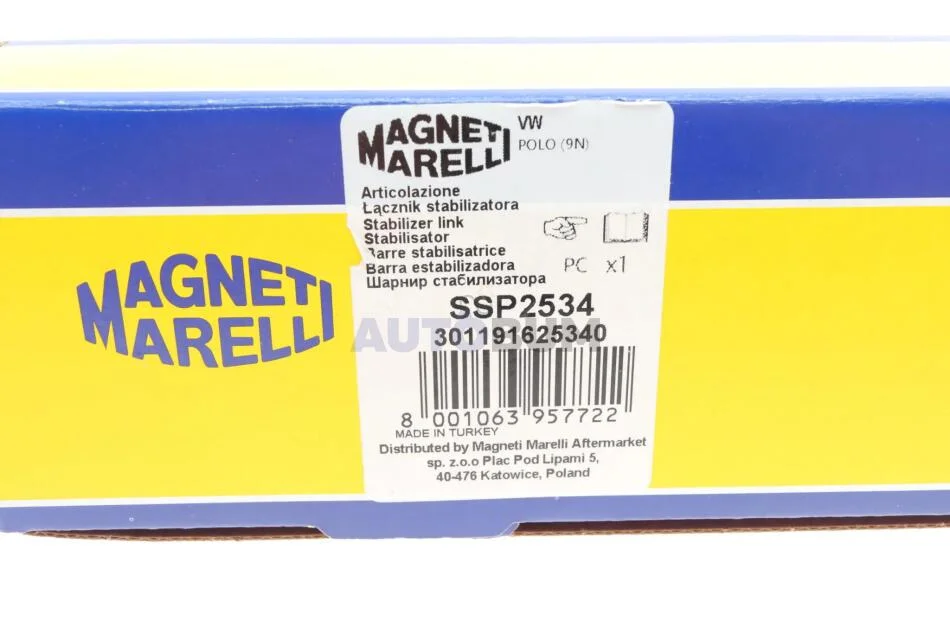 MAGNETI
MARELLI
VW
POLO (9N)
Articolazione
Łącznik stabilizatora
Stabilizer link
Stabilisator
Barre stabilisatrice
Barra estabilizadora
Шарнир стабилизатора
PC x1
SSP2534
301191625340
AUTOBUM
8 001063 957722
MADE IN TURKEY
Distributed by Magneti Marelli Aftermarket
sp. z.o.o Plac Pod Lipami 5,
40-476 Katowice, Poland
MAGNETI
MARELLI